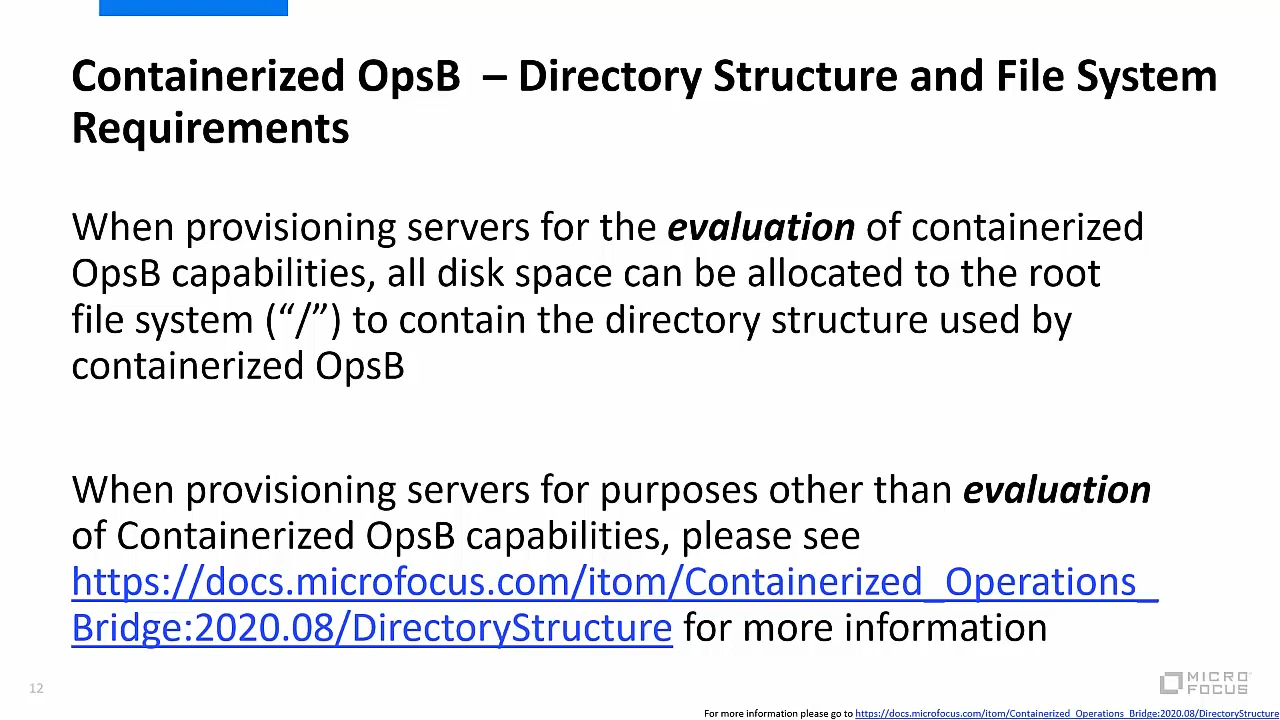 Containerized OpsB – Directory Structure and File System
Requirements
When provisioning servers for the evaluation of containerized
OpsB capabilities, all disk space can be allocated to the root
file system (“/”) to contain the directory structure used by
containerized OpsB
When provisioning servers for purposes other than evaluation
of Containerized OpsB capabilities, please see
https://docs.microfocus.com/itom/Containerized_Operations_
Bridge:2020.08/DirectoryStructure for more information
12
MICRO
FOCUS
For more information please go to https://docs.microfocus.com/itom/Containerized_Operations_Bridge:2020.08/DirectoryStructure